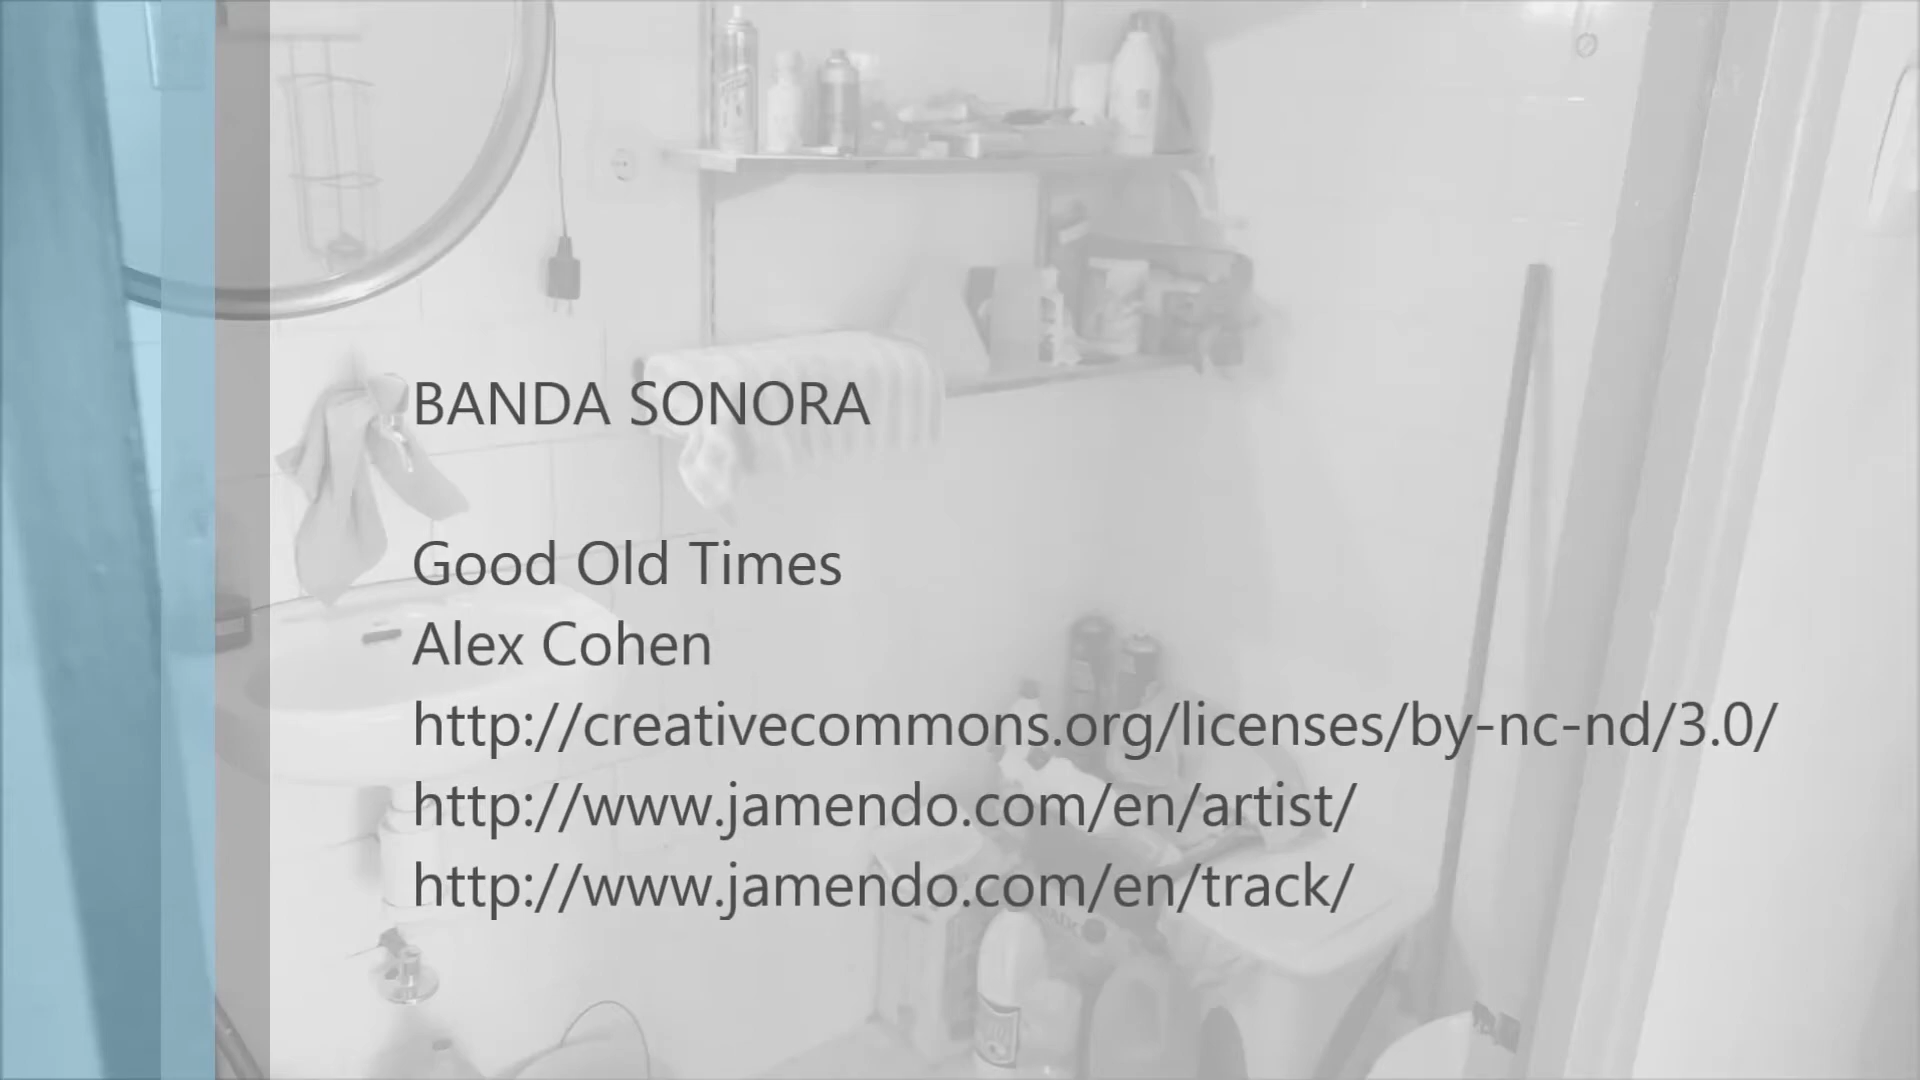 BANDA SONORA
Good Old Times
Alex Cohen
http://creativecommons.org/licenses/by-nc-nd/3.0/
http://www.jamendo.com/en/artist/
http://www.jamendo.com/en/track/